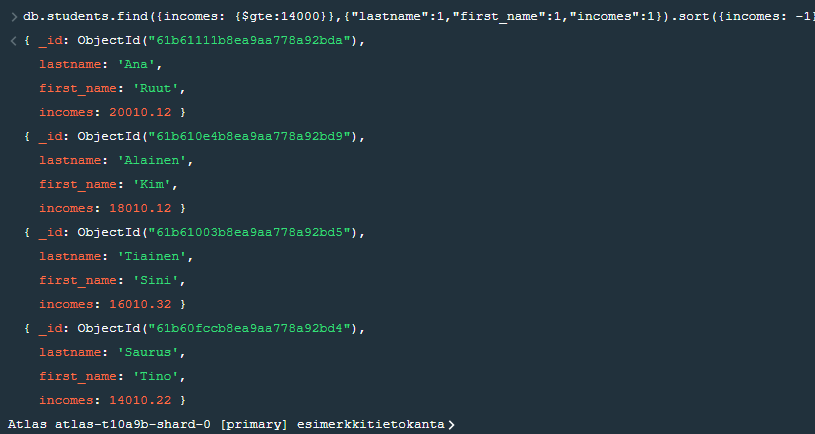 > db.students.find({incomes: {$gte:14000}},{"lastname":1,"first_name":1,"incomes":1}).sort({incomes: -1}
< { _id: ObjectId("61b61111b8ea9aa778a92bda"),
lastname: 'Ana',
first_name: 'Ruut',
incomes: 20010.12 }
{ _id: ObjectId("61b610e4b8ea9aa778a92bd9"),
lastname: 'Alainen',
first_name: 'Kim',
incomes: 18010.12 }
{ _id: ObjectId("61b61003b8ea9aa778a92bd5"),
lastname: 'Tiainen',
first_name: 'Sini',
incomes: 16010.32 }
{ _id: ObjectId("61b60fccb8ea9aa778a92bd4"),
lastname: 'Saurus',
first_name: 'Tino',
incomes: 14010.22 }
Atlas atlas-t10a9b-shard-0 [primary] esimerkkitietokanta>